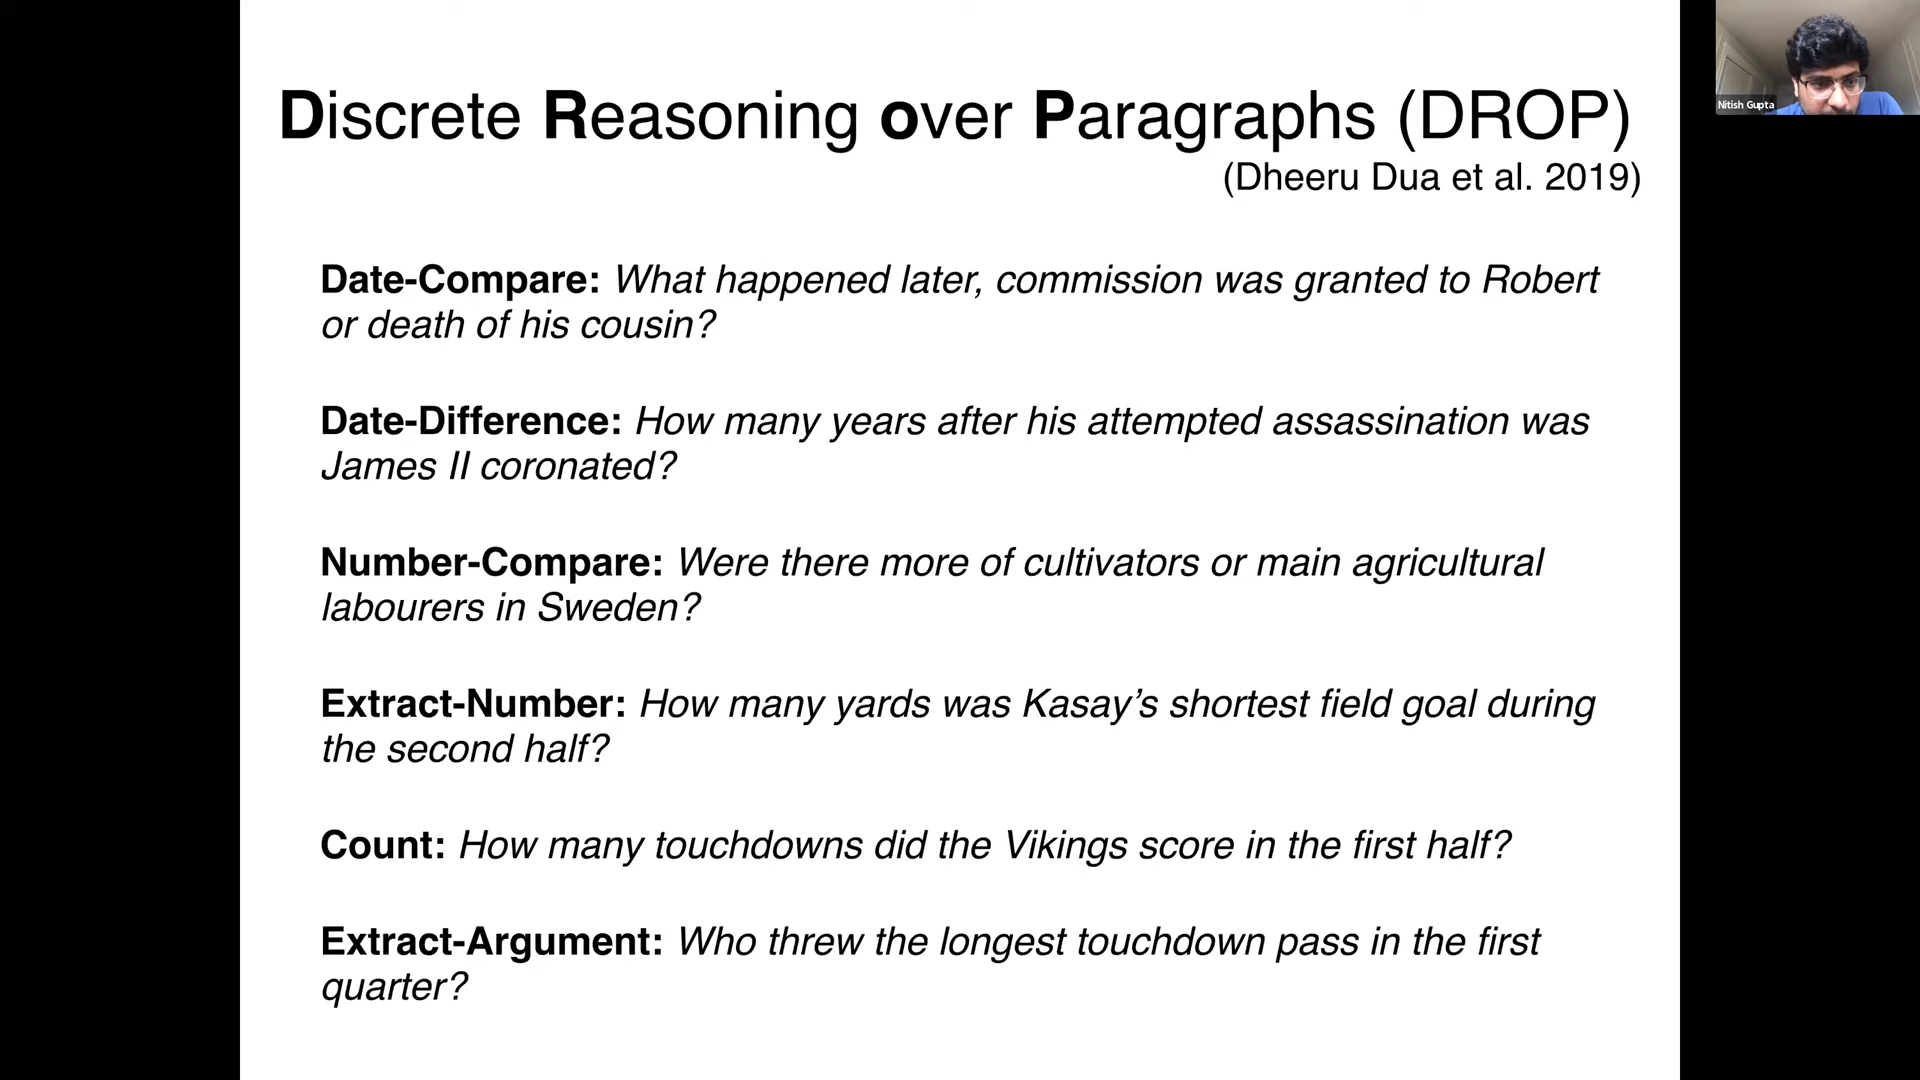 Discrete Reasoning over Paragraphs (DROP)
(Dheeru Dua et al. 2019)
Nitish Gupta
Date-Compare: What happened later, commission was granted to Robert
or death of his cousin?
Date-Difference: How many years after his attempted assassination was
James II coronated?
Number-Compare: Were there more of cultivators or main agricultural
labourers in Sweden?
Extract-Number: How many yards was Kasay’s shortest field goal during
the second half?
Count: How many touchdowns did the Vikings score in the first half?
Extract-Argument: Who threw the longest touchdown pass in the first
quarter?